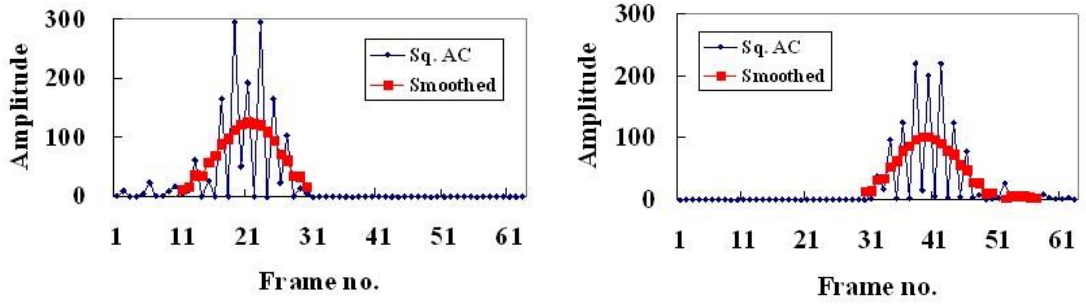 300
200
100
0
Amplitude
Sq. AC
Smoothed
1 11 21 31 41 51 61
Frame no.
300
200
100
0
Amplitude
Sq. AC
Smoothed
1 11 21 31 41 51 61
Frame no.